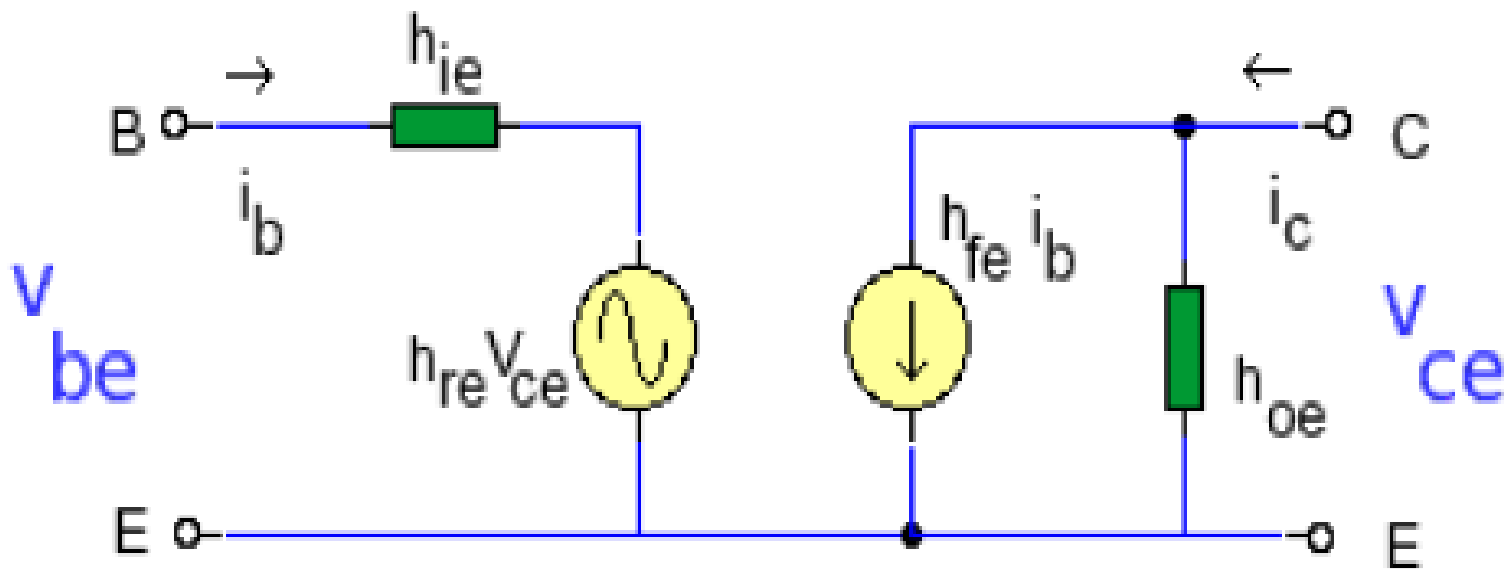 h_ie
B
i_b
v_be
h_re V_ce
h_fe i_b
i_c
C
v_ce
h_oe
E
E